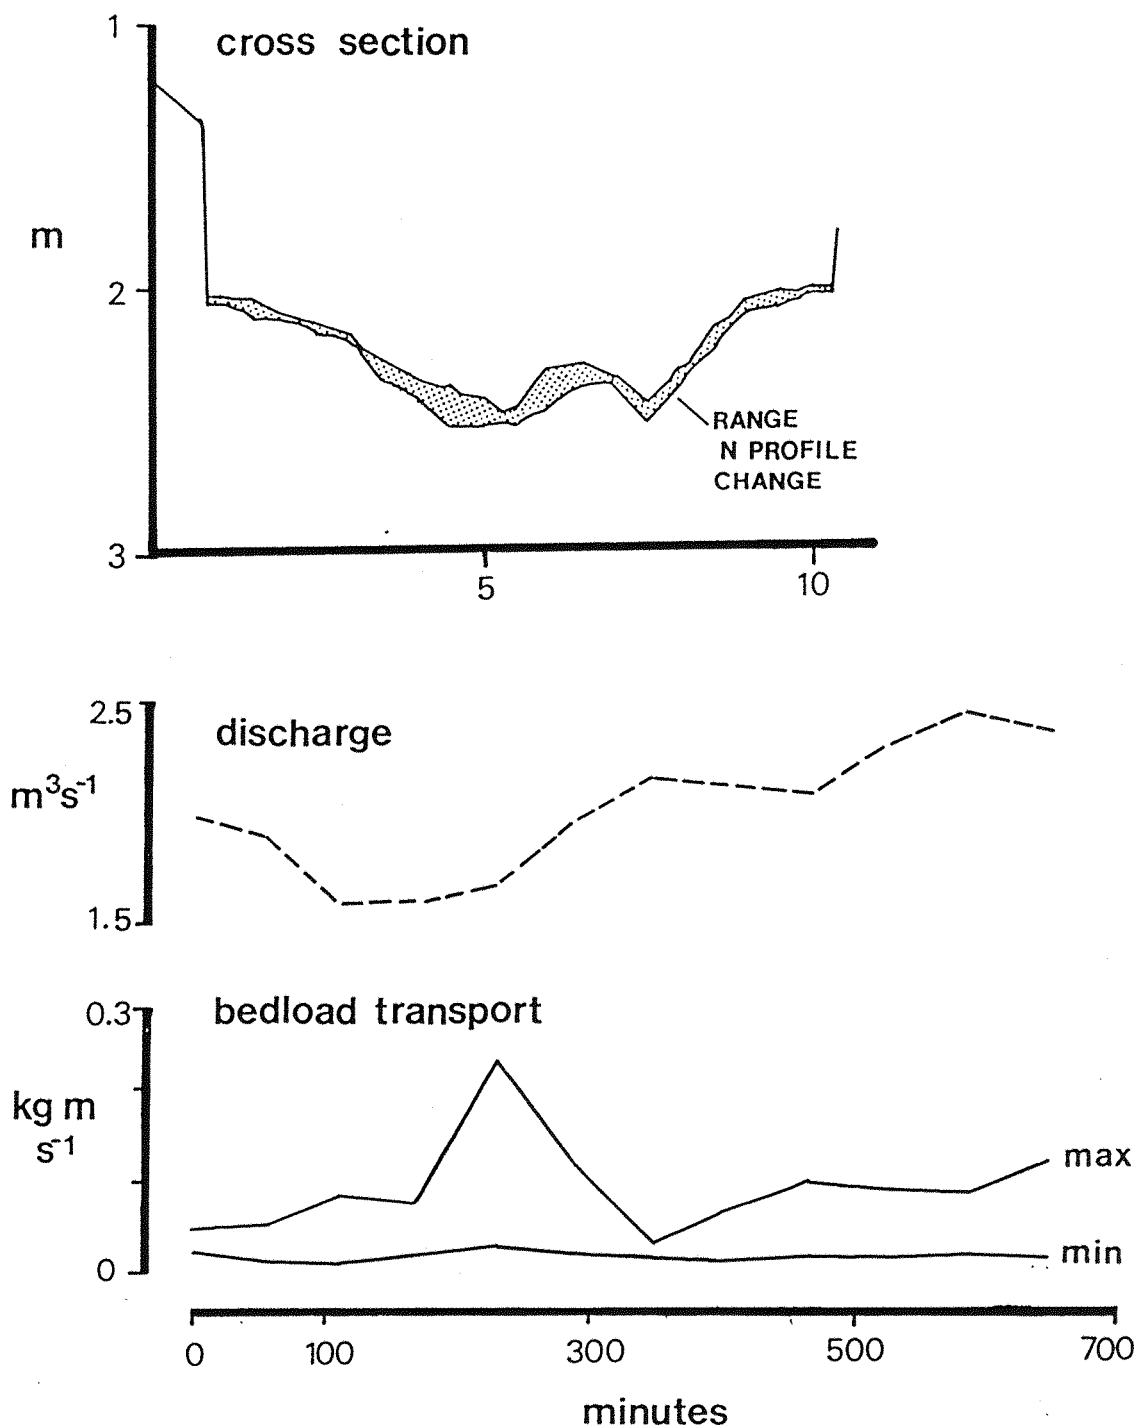 1
cross section
m
2
RANGE
N PROFILE
CHANGE
3
5
10
2.5
discharge
m³s⁻¹
1.5
0.3
bedload transport
kg m
s⁻¹
max
min
0
0 100 300 500 700
minutes